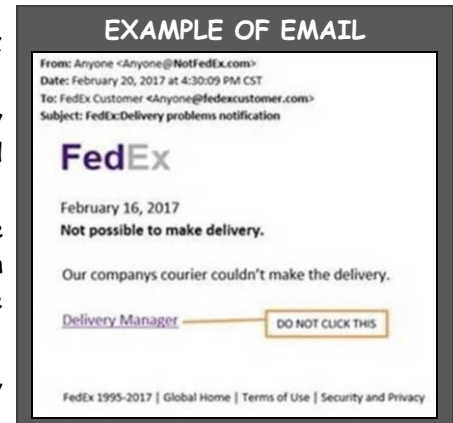 EXAMPLE OF EMAIL
From: Anyone <Anyone@NotFedEx.com>
Date: February 20, 2017 at 4:30:09 PM CST
To: FedEx Customer <Anyone@fedexcustomer.com>
Subject: FedEx:Delivery problems notification
FedEx
February 16, 2017
Not possible to make delivery.
Our companys courier couldn't make the delivery.
Delivery Manager
DO NOT CLICK THIS
FedEx 1995-2017 | Global Home | Terms of Use | Security and Privacy